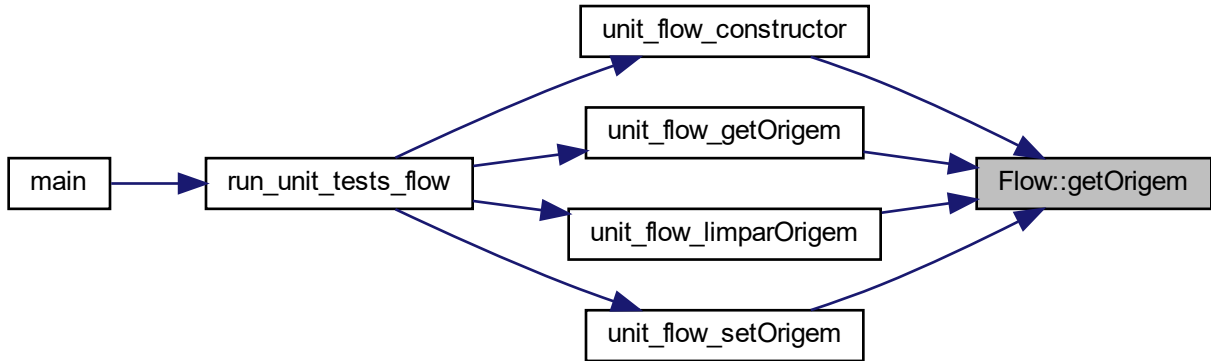 unit_flow_constructor
unit_flow_getOrigem
main
run_unit_tests_flow
Flow::getOrigem
unit_flow_limparOrigem
unit_flow_setOrigem